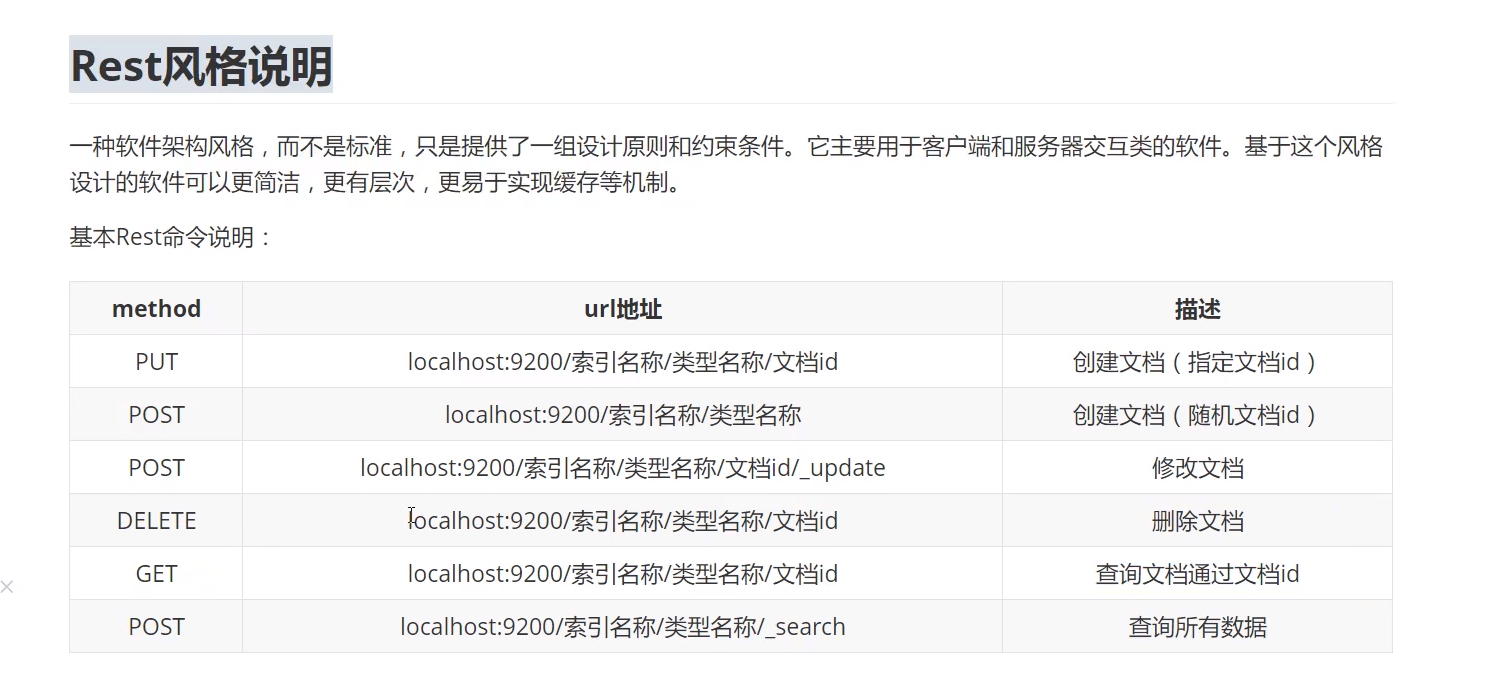 Rest风格说明
一种软件架构风格，而不是标准，只是提供了一组设计原则和约束条件。它主要用于客户端和服务器交互类的软件。基于这个风格
设计的软件可以更简洁，更有层次，更易于实现缓存等机制。
基本Rest命令说明：
method url地址 描述
PUT localhost:9200/索引名称/类型名称/文档id 创建文档（指定文档id）
POST localhost:9200/索引名称/类型名称 创建文档（随机文档id）
POST localhost:9200/索引名称/类型名称/文档id/_update 修改文档
DELETE localhost:9200/索引名称/类型名称/文档id 删除文档
GET localhost:9200/索引名称/类型名称/文档id 查询文档通过文档id
POST localhost:9200/索引名称/类型名称/_search 查询所有数据